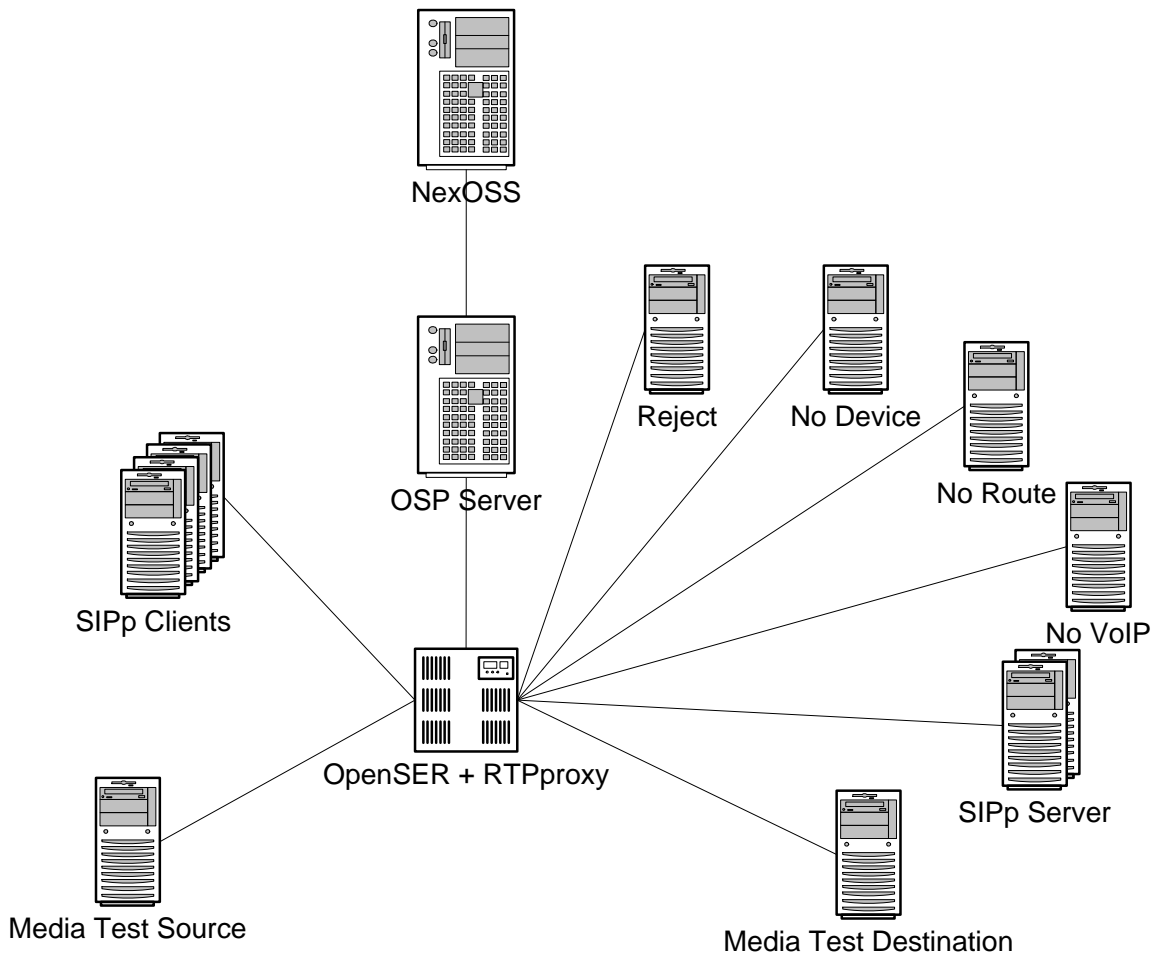 NexOSS
Reject
No Device
OSP Server
No Route
SIPp Clients
No VoIP
OpenSER + RTPproxy
SIPp Server
Media Test Source
Media Test Destination